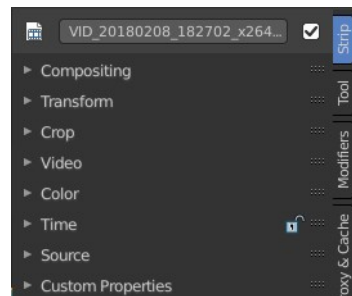 VID_20180208_182702_x264...
Strip
Compositing
Transform
Tool
Crop
Video
Modifiers
Color
Time
Source
Custom Properties
oxy & Cache